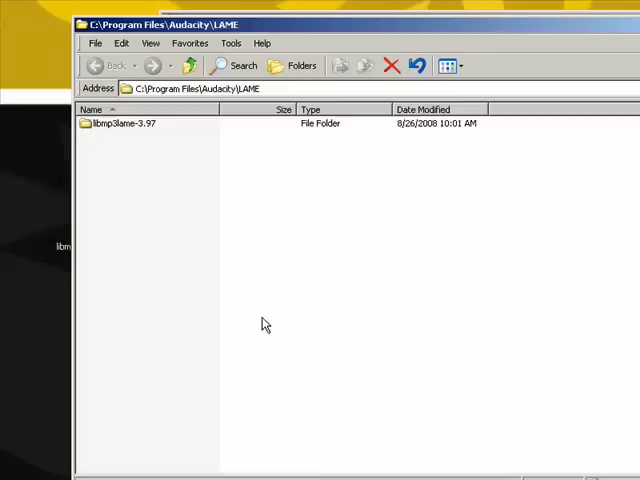 C:\Program Files\Audacity\LAME
File Edit View Favorites Tools Help
Back Search Folders
Address C:\Program Files\Audacity\LAME
Name Size Type Date Modified
libmp3lame-3.97 File Folder 8/26/2008 10:01 AM
libm